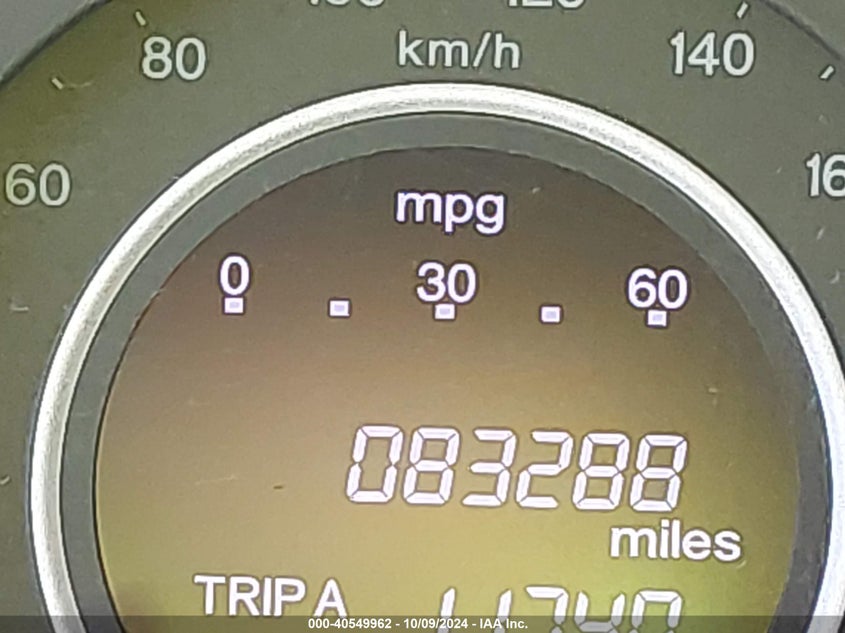 80 km/h 140
60
mpg
0 30 60
083288
miles
TRIP A
000-40549962 - 10/09/2024 - IAA Inc.